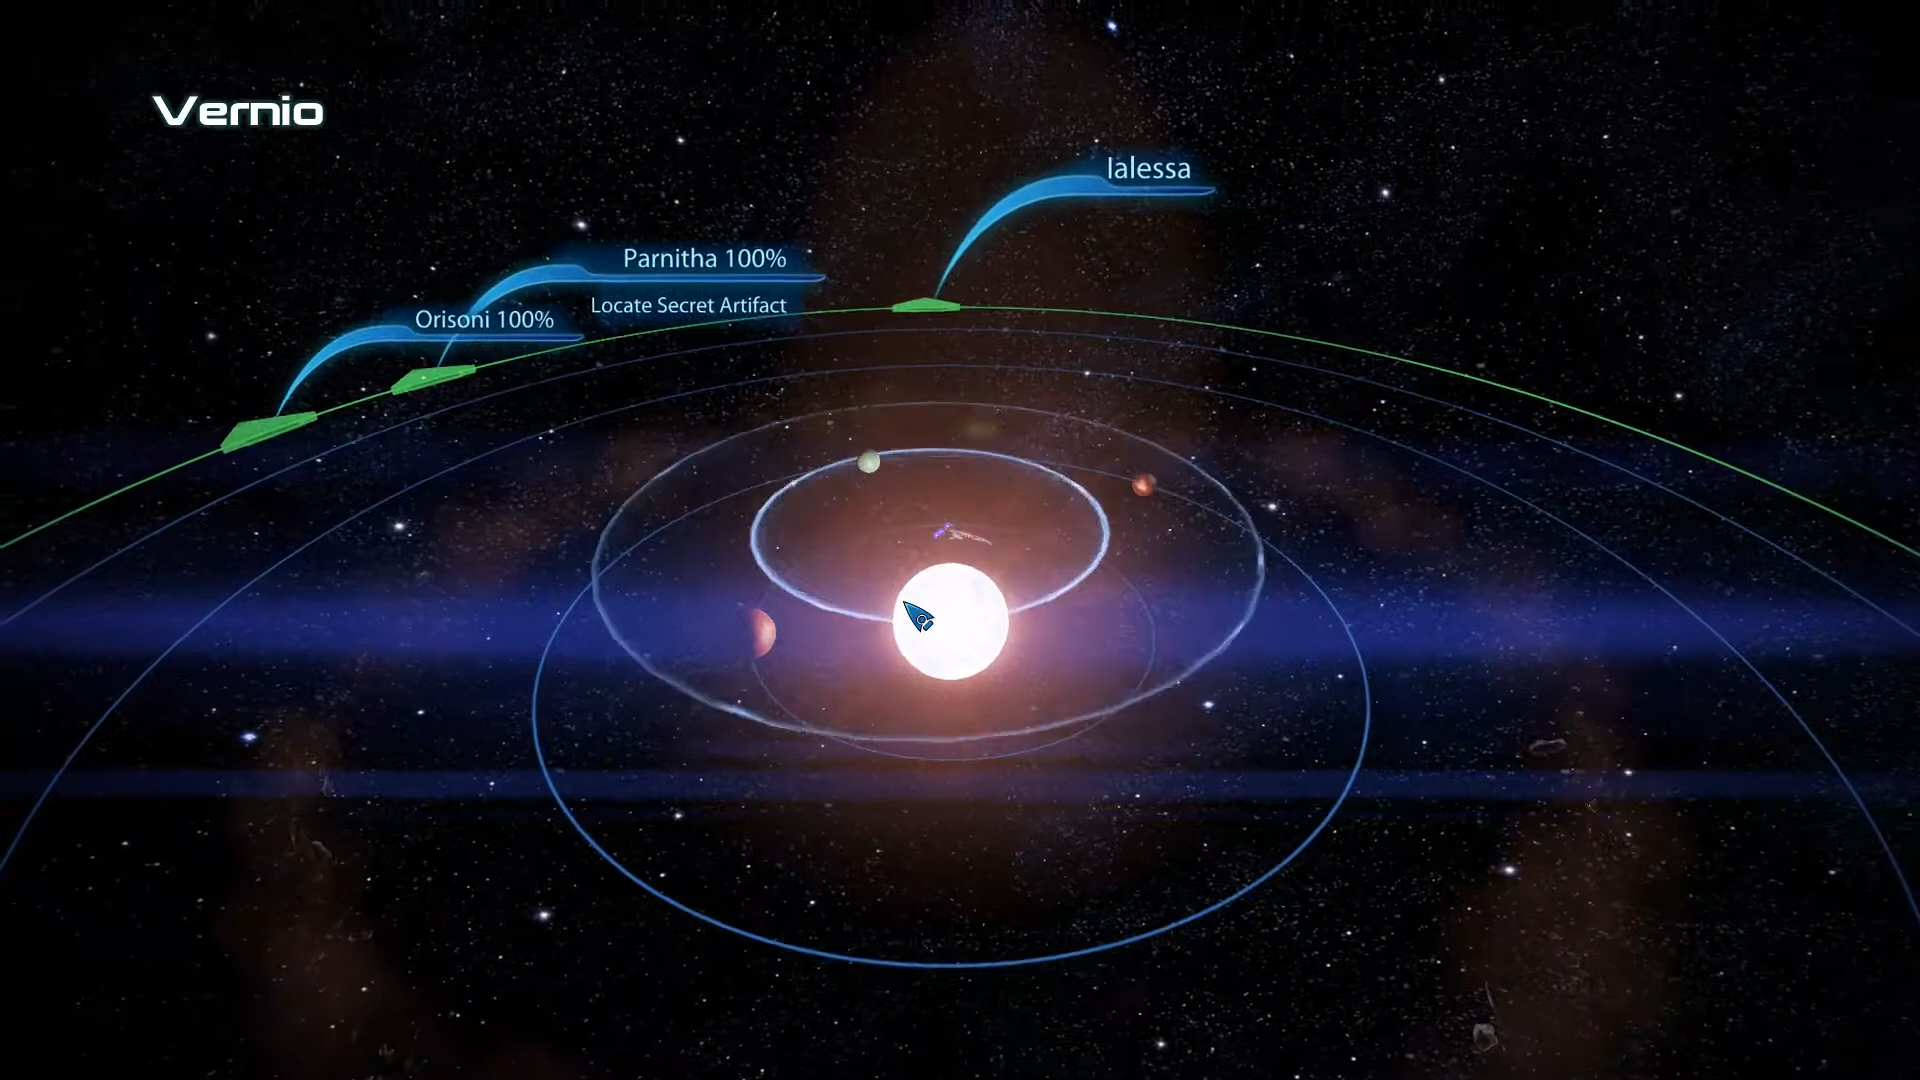 Vernio
Ialessa
Parnitha 100%
Locate Secret Artifact
Orisoni 100%